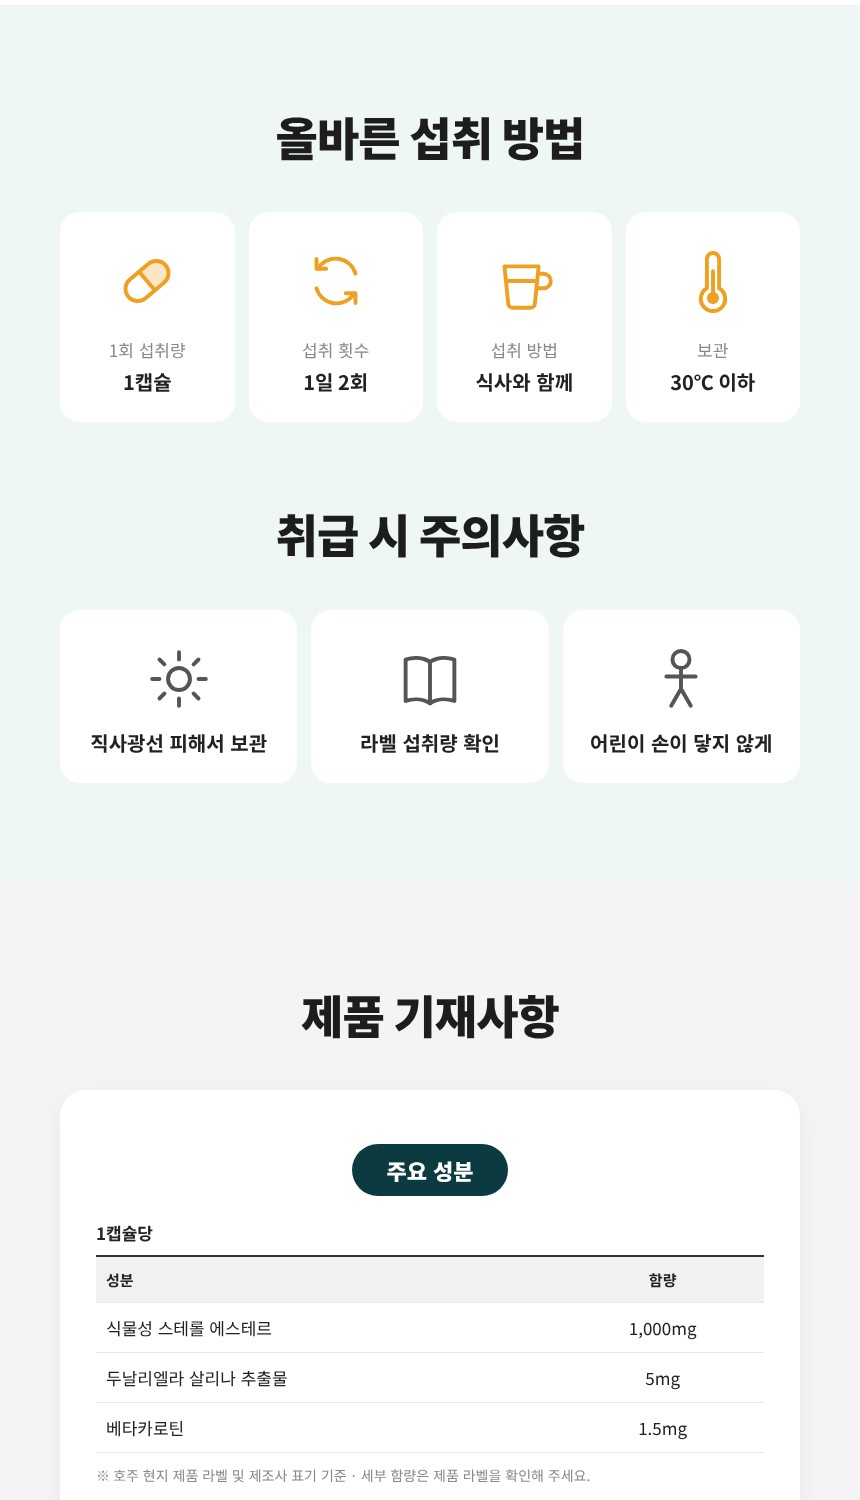 올바른 섭취 방법
1회 섭취량
1캡슐
섭취 횟수
1일 2회
섭취 방법
식사와 함께
보관
30℃ 이하
취급 시 주의사항
직사광선 피해서 보관
라벨 섭취량 확인
어린이 손이 닿지 않게
제품 기재사항
주요 성분
1캡슐당
성분 함량
식물성 스테롤 에스테르 1,000mg
두날리엘라 살리나 추출물 5mg
베타카로틴 1.5mg
※ 호주 현지 제품 라벨 및 제조사 표기 기준 · 세부 함량은 제품 라벨을 확인해 주세요.